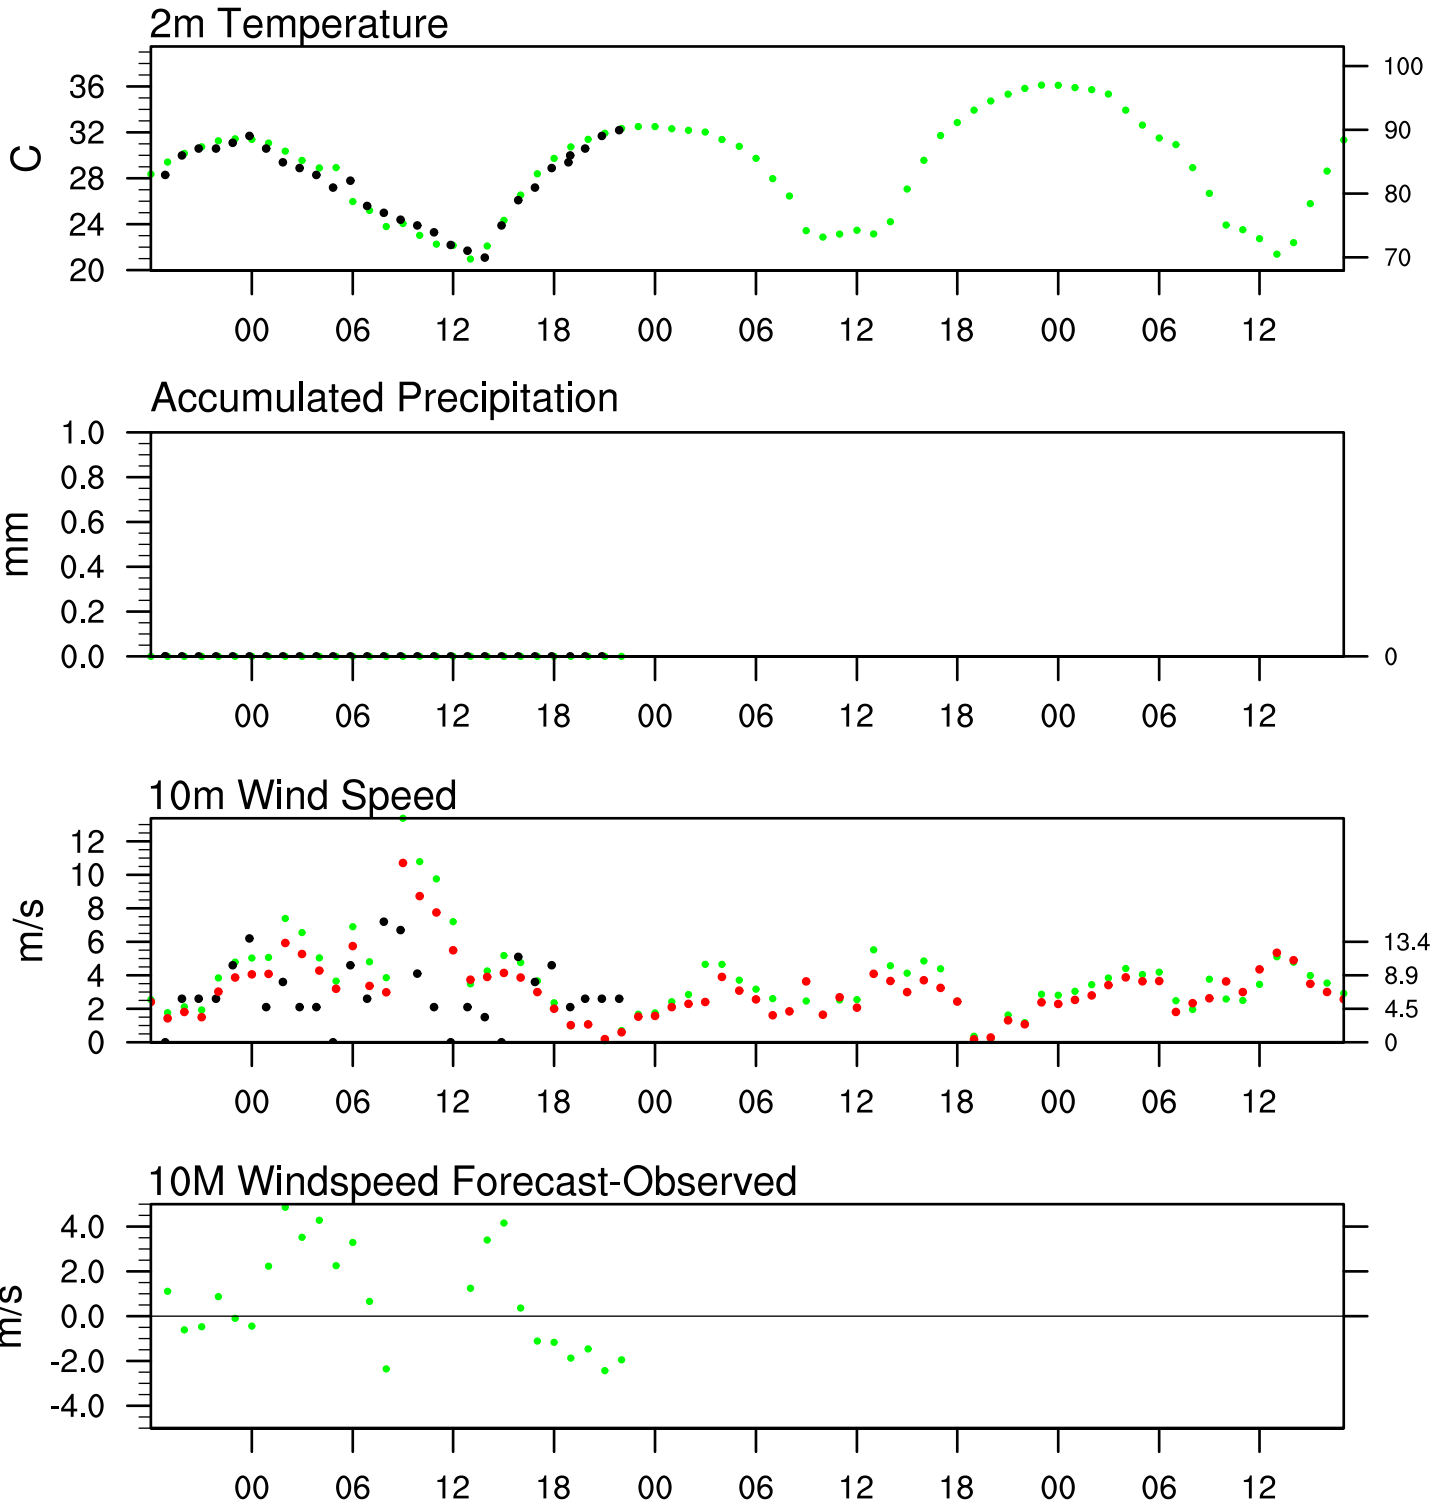 2m Temperature
36
32
28
24
20
C
100
90
80
70
00 06 12 18 00 06 12 18 00 06 12
Accumulated Precipitation
1.0
0.8
0.6
0.4
0.2
0.0
mm
0
00 06 12 18 00 06 12 18 00 06 12
10m Wind Speed
12
10
8
6
4
2
0
m/s
13.4
8.9
4.5
0
00 06 12 18 00 06 12 18 00 06 12
10M Windspeed Forecast-Observed
4.0
2.0
0.0
-2.0
-4.0
m/s
00 06 12 18 00 06 12 18 00 06 12